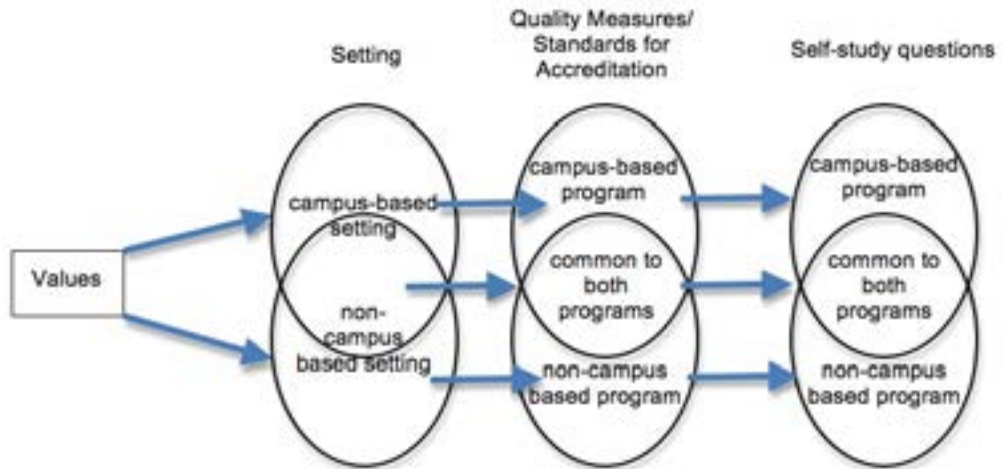 Setting
Quality Measures/
Standards for
Accreditation
Self-study questions
Values
campus-based
setting
non-
campus
based setting
campus-based
program
common to
both
programs
non-campus
based program
campus-based
program
common to
both
programs
non-campus
based program